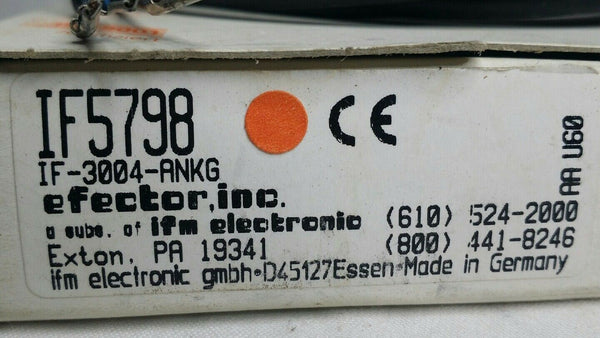 IF5798 CE
IF-3004-ANKG
efector,inc.
a subs. of ifm electronic (610) 524-2000
Exton, PA 19341 (800) 441-8246
ifm electronic gmbh•D45127Essen•Made in Germany
AA U60